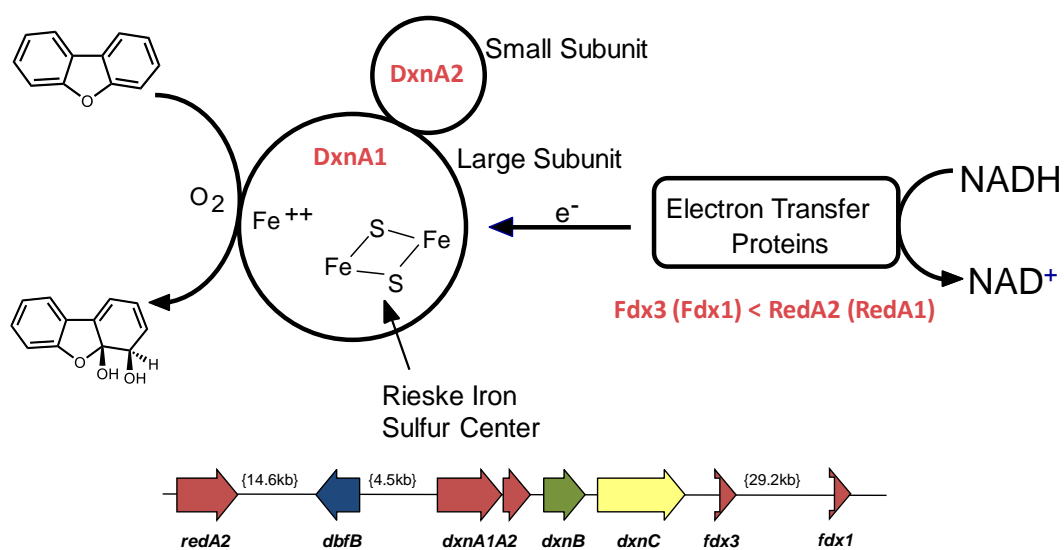 Small Subunit
DxnA2
DxnA1
Large Subunit
O
O2
Fe++
S
Fe
Fe
S
e-
Electron Transfer
Proteins
NADH
NAD+
Fdx3 (Fdx1) < RedA2 (RedA1)
O
H
OH
OH
Rieske Iron
Sulfur Center
{14.6kb}
{4.5kb}
{29.2kb}
redA2
dbfB
dxnA1A2
dxnB
dxnC
fdx3
fdx1